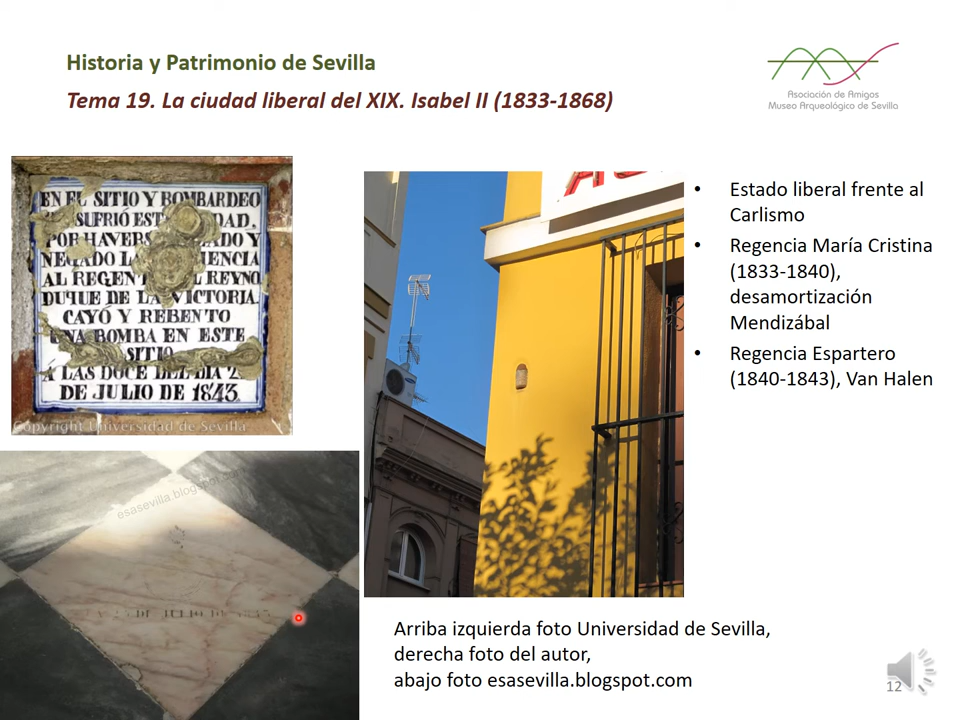 Historia y Patrimonio de Sevilla
Tema 19. La ciudad liberal del XIX. Isabel II (1833-1868)
Asociación de Amigos
Museo Arqueológico de Sevilla
EN EL SITIO Y BOMBARDEO
SUFRIÓ DAD,
POR Y
AL
DUQUE DE LA VICTORIA
CAYÓ Y REBENTO
BOMBA EN ESTE
SITIO
A LAS DOCE DEL DIA
DE JULIO DE 1843.
Copyright Universidad de Sevilla
• Estado liberal frente al
Carlismo
• Regencia María Cristina
(1833-1840),
desamortización
Mendizábal
• Regencia Espartero
(1840-1843), Van Halen
esasevilla.blogspot
DE JULIO DE
Arriba izquierda foto Universidad de Sevilla,
derecha foto del autor,
abajo foto esasevilla.blogspot.com
12